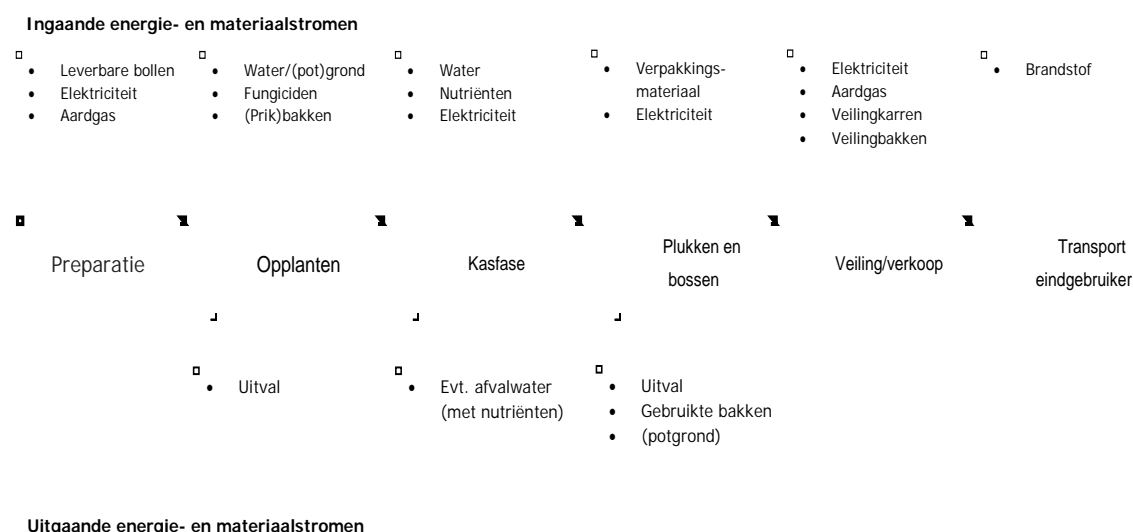 Ingaande energie- en materiaalstromen
• Leverbare bollen
• Elektriciteit
• Aardgas
• Water/(pot)grond
• Fungiciden
• (Prik)bakken
• Water
• Nutriënten
• Elektriciteit
• Verpakkings-
materiaal
• Elektriciteit
• Elektriciteit
• Aardgas
• Veilingkarren
• Veilingbakken
• Brandstof
Preparatie
Opplanten
Kasfase
Plukken en
bossen
Veiling/verkoop
Transport
eindgebruiker
• Uitval
• Evt. afvalwater
(met nutriënten)
• Uitval
• Gebruikte bakken
• (potgrond)
Uitgaande energie- en materiaalstromen